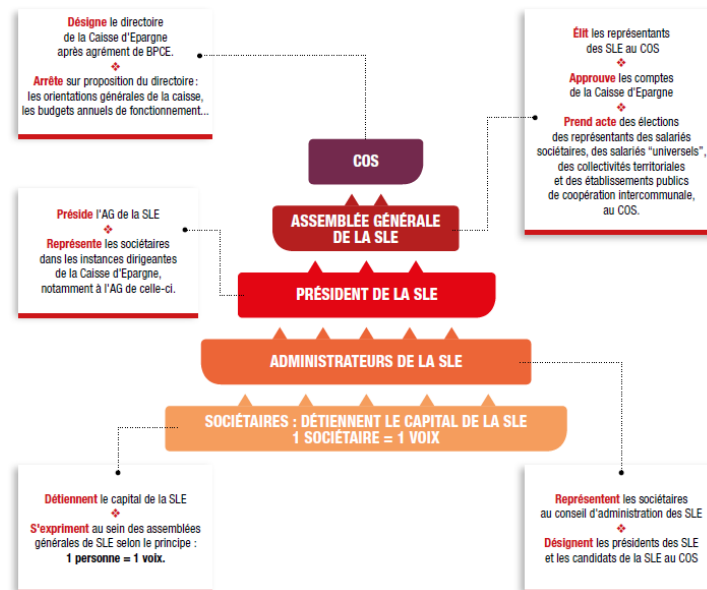 Désigne le directoire
de la Caisse d'Epargne
après agrément de BPCE.
Arrête sur proposition du directoire :
les orientations générales de la caisse,
les budgets annuels de fonctionnement...
Élit les représentants
des SLE au COS
Approuve les comptes
de la Caisse d'Epargne
Prend acte des élections
des représentants des salariés
sociétaires, des salariés "universels",
des collectivités territoriales
et des établissements publics
de coopération intercommunale,
au COS.
COS
ASSEMBLÉE GÉNÉRALE
DE LA SLE
Préside l'AG de la SLE
Représente les sociétaires
dans les instances dirigeantes
de la Caisse d'Epargne,
notamment à l'AG de celle-ci.
PRÉSIDENT DE LA SLE
ADMINISTRATEURS DE LA SLE
SOCIÉTAIRES : DÉTIENNENT LE CAPITAL DE LA SLE
1 SOCIÉTAIRE = 1 VOIX
Détiennent le capital de la SLE
S'expriment au sein des assemblées
générales de SLE selon le principe :
1 personne = 1 voix.
Représentent les sociétaires
au conseil d'administration des SLE
Désignent les présidents des SLE
et les candidats de la SLE au COS